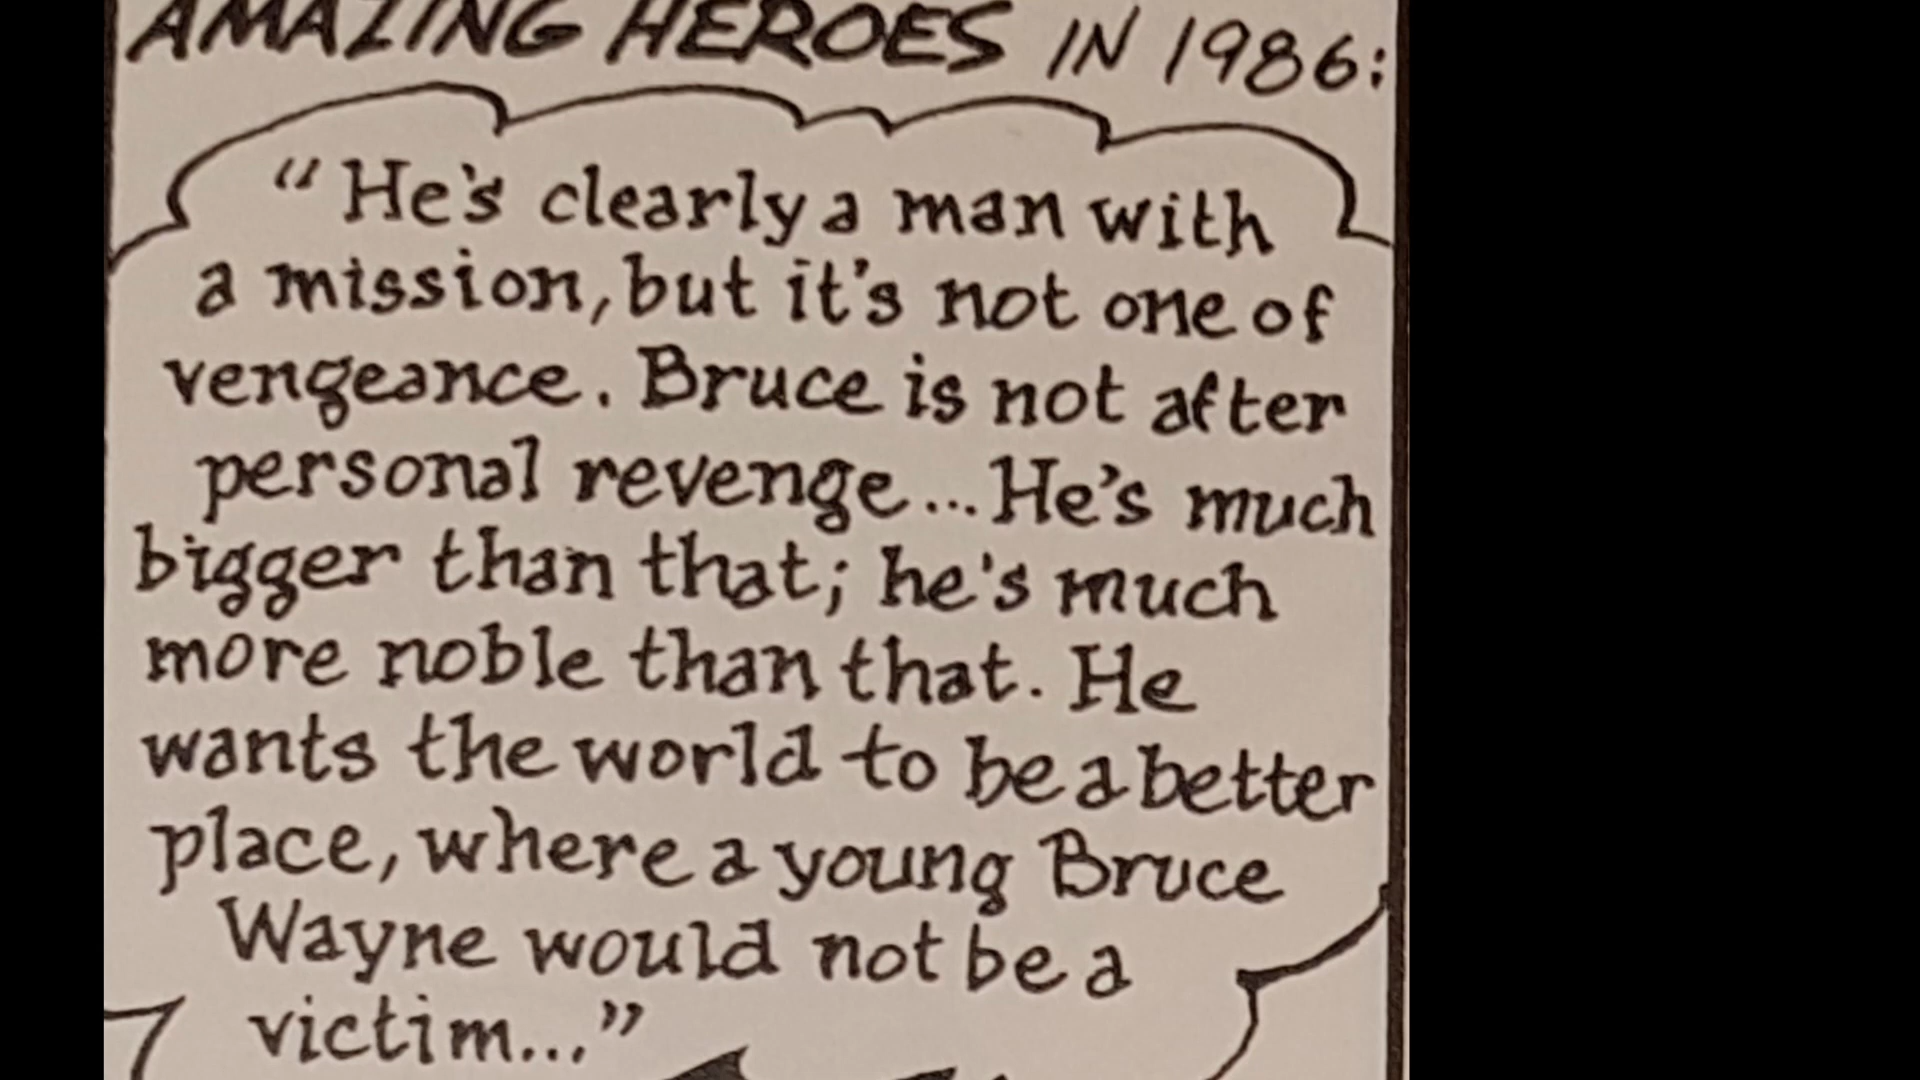 AMAZING HEROES IN 1986:
"He's clearly a man with
a mission, but it's not one of
vengeance. Bruce is not after
personal revenge... He's much
bigger than that; he's much
more noble than that. He
wants the world to be a better
place, where a young Bruce
Wayne would not be a
victim..."